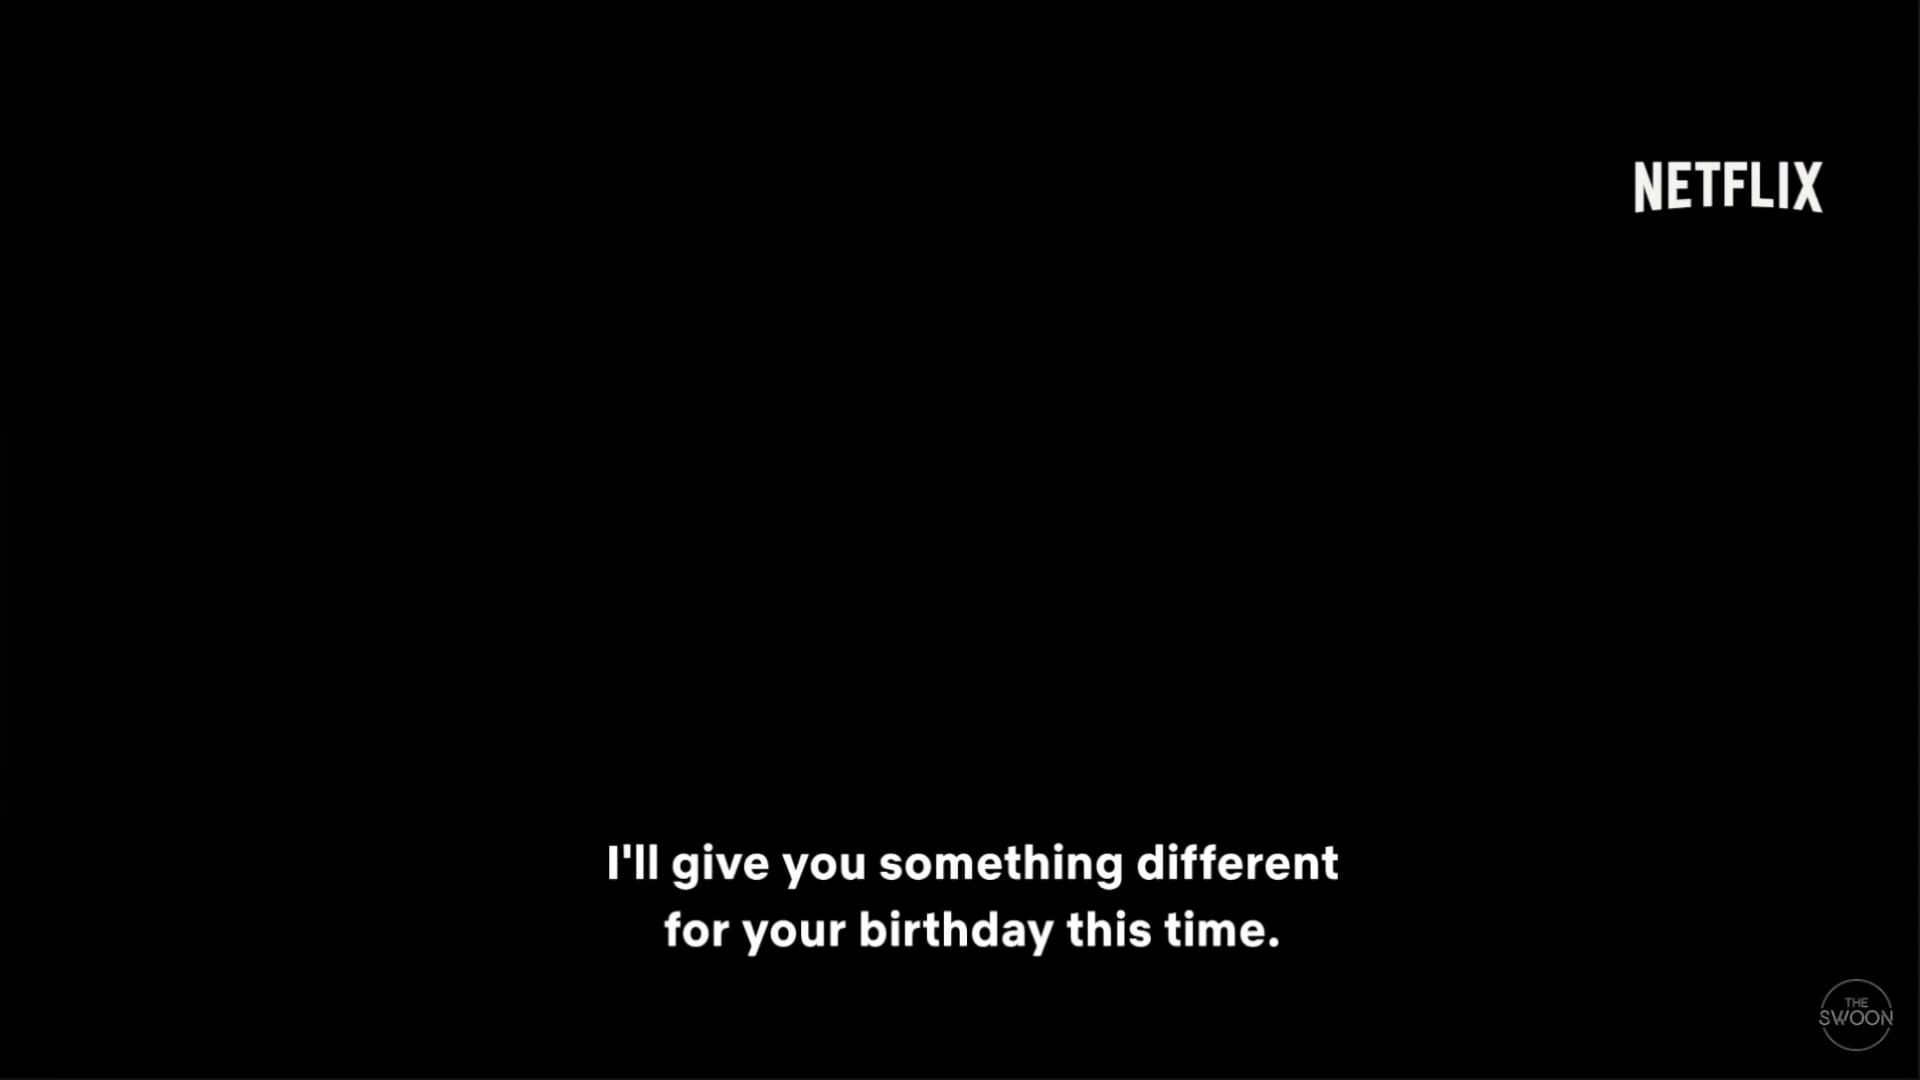 NETFLIX
I'll give you something different
for your birthday this time.
THE
SWOON